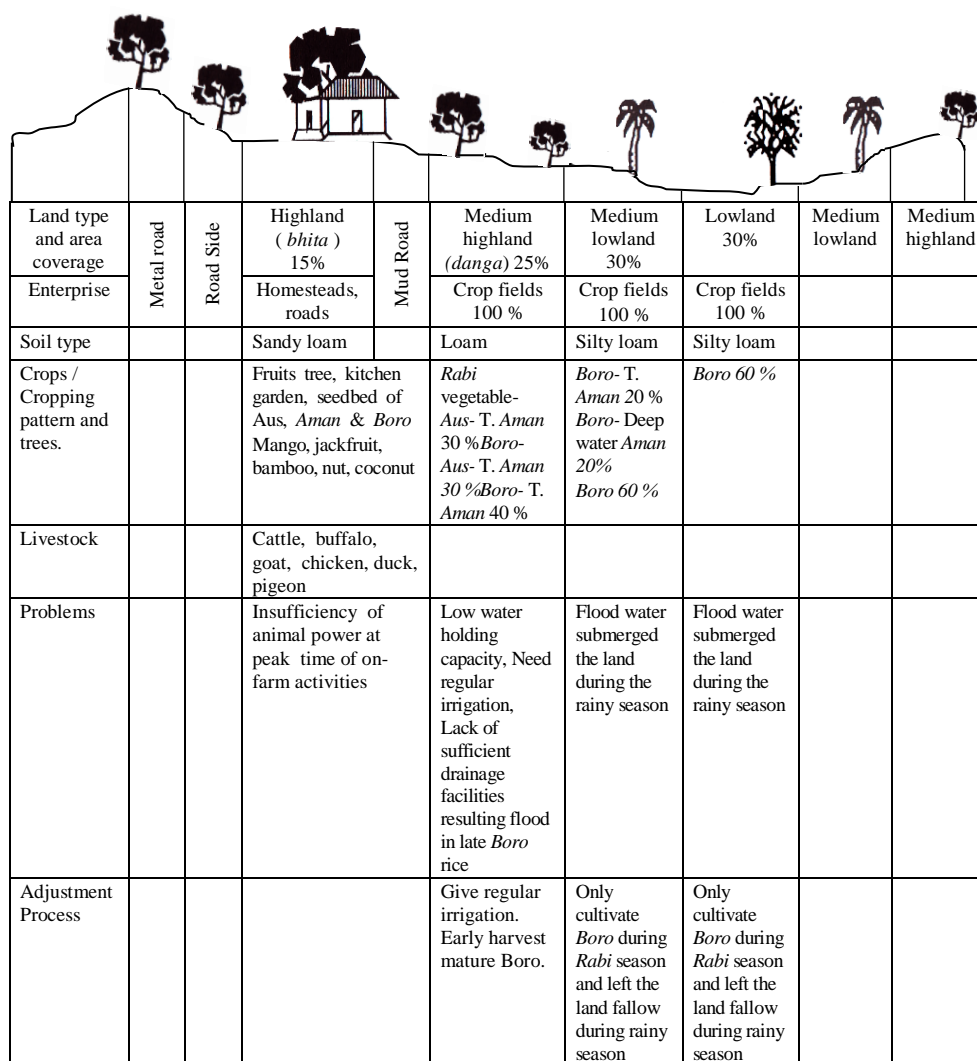 Land type
and area
coverage
Metal road
Road Side
Highland
( bhita )
15%
Mud Road
Medium
highland
(danga) 25%
Medium
lowland
30%
Lowland
30%
Medium
lowland
Medium
highland
Enterprise
Homesteads,
roads
Crop fields
100 %
Crop fields
100 %
Crop fields
100 %
Soil type
Sandy loam
Loam
Silty loam
Silty loam
Crops /
Cropping
pattern and
trees.
Fruits tree, kitchen
garden, seedbed of
Aus, Aman & Boro
Mango, jackfruit,
bamboo, nut, coconut
Rabi
vegetable-
Aus- T. Aman
30 %Boro-
Aus- T. Aman
30 %Boro- T.
Aman 40 %
Boro- T.
Aman 20 %
Boro- Deep
water Aman
20%
Boro 60 %
Boro 60 %
Livestock
Cattle, buffalo,
goat, chicken, duck,
pigeon
Problems
Insufficiency of
animal power at
peak time of on-
farm activities
Low water
holding
capacity, Need
regular
irrigation,
Lack of
sufficient
drainage
facilities
resulting flood
in late Boro
rice
Flood water
submerged
the land
during the
rainy season
Flood water
submerged
the land
during the
rainy season
Adjustment
Process
Give regular
irrigation.
Early harvest
mature Boro.
Only
cultivate
Boro during
Rabi season
and left the
land fallow
during rainy
season
Only
cultivate
Boro during
Rabi season
and left the
land fallow
during rainy
season